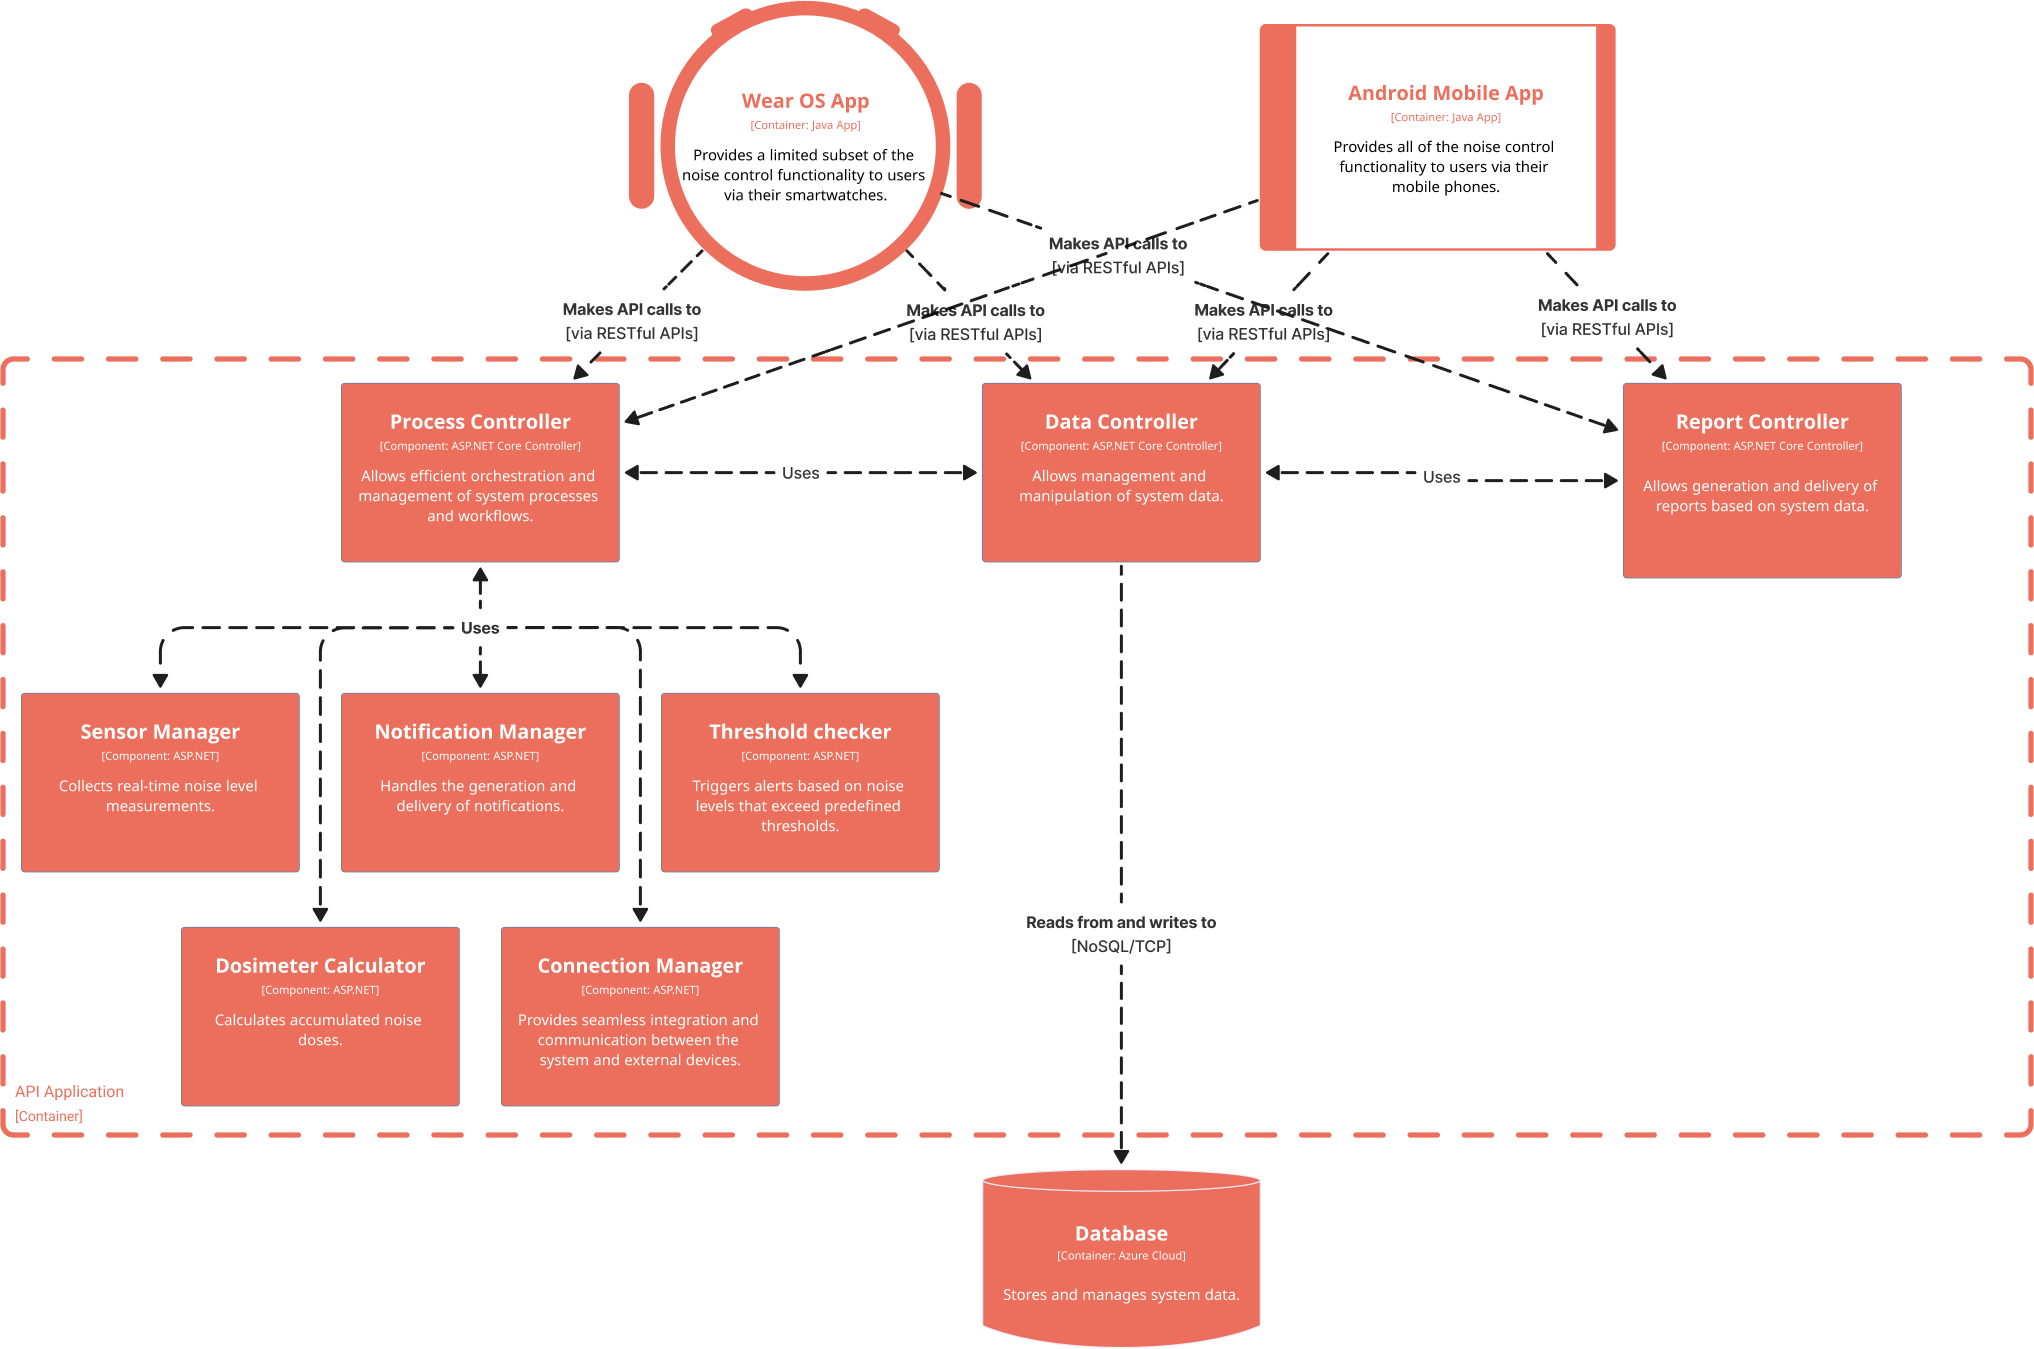 Wear OS App
[Container: Java App]
Provides a limited subset of the
noise control functionality to users
via their smartwatches.
Android Mobile App
[Container: Java App]
Provides all of the noise control
functionality to users via their
mobile phones.
Makes API calls to
[via RESTful APIs]
Makes API calls to
[via RESTful APIs]
Makes API calls to
[via RESTful APIs]
Makes API calls to
[via RESTful APIs]
Makes API calls to
[via RESTful APIs]
Process Controller
[Component: ASP.NET Core Controller]
Allows efficient orchestration and
management of system processes
and workflows.
Uses
Data Controller
[Component: ASP.NET Core Controller]
Allows management and
manipulation of system data.
Uses
Report Controller
[Component: ASP.NET Core Controller]
Allows generation and delivery of
reports based on system data.
Uses
Sensor Manager
[Component: ASP.NET]
Collects real-time noise level
measurements.
Notification Manager
[Component: ASP.NET]
Handles the generation and
delivery of notifications.
Threshold checker
[Component: ASP.NET]
Triggers alerts based on noise
levels that exceed predefined
thresholds.
Dosimeter Calculator
[Component: ASP.NET]
Calculates accumulated noise
doses.
Connection Manager
[Component: ASP.NET]
Provides seamless integration and
communication between the
system and external devices.
Reads from and writes to
[NoSQL/TCP]
API Application
[Container]
Database
[Container: Azure Cloud]
Stores and manages system data.